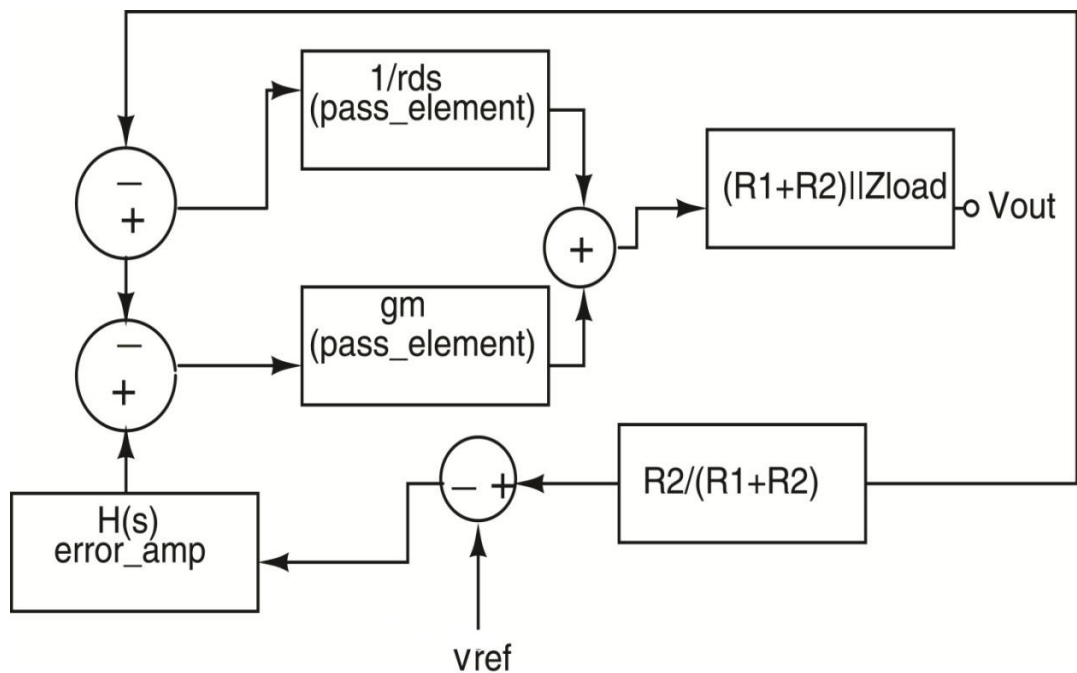 1/rds
(pass_element)
−
+
(R1+R2)||Zload
Vout
+
gm
(pass_element)
−
+
R2/(R1+R2)
− +
H(s)
error_amp
vref